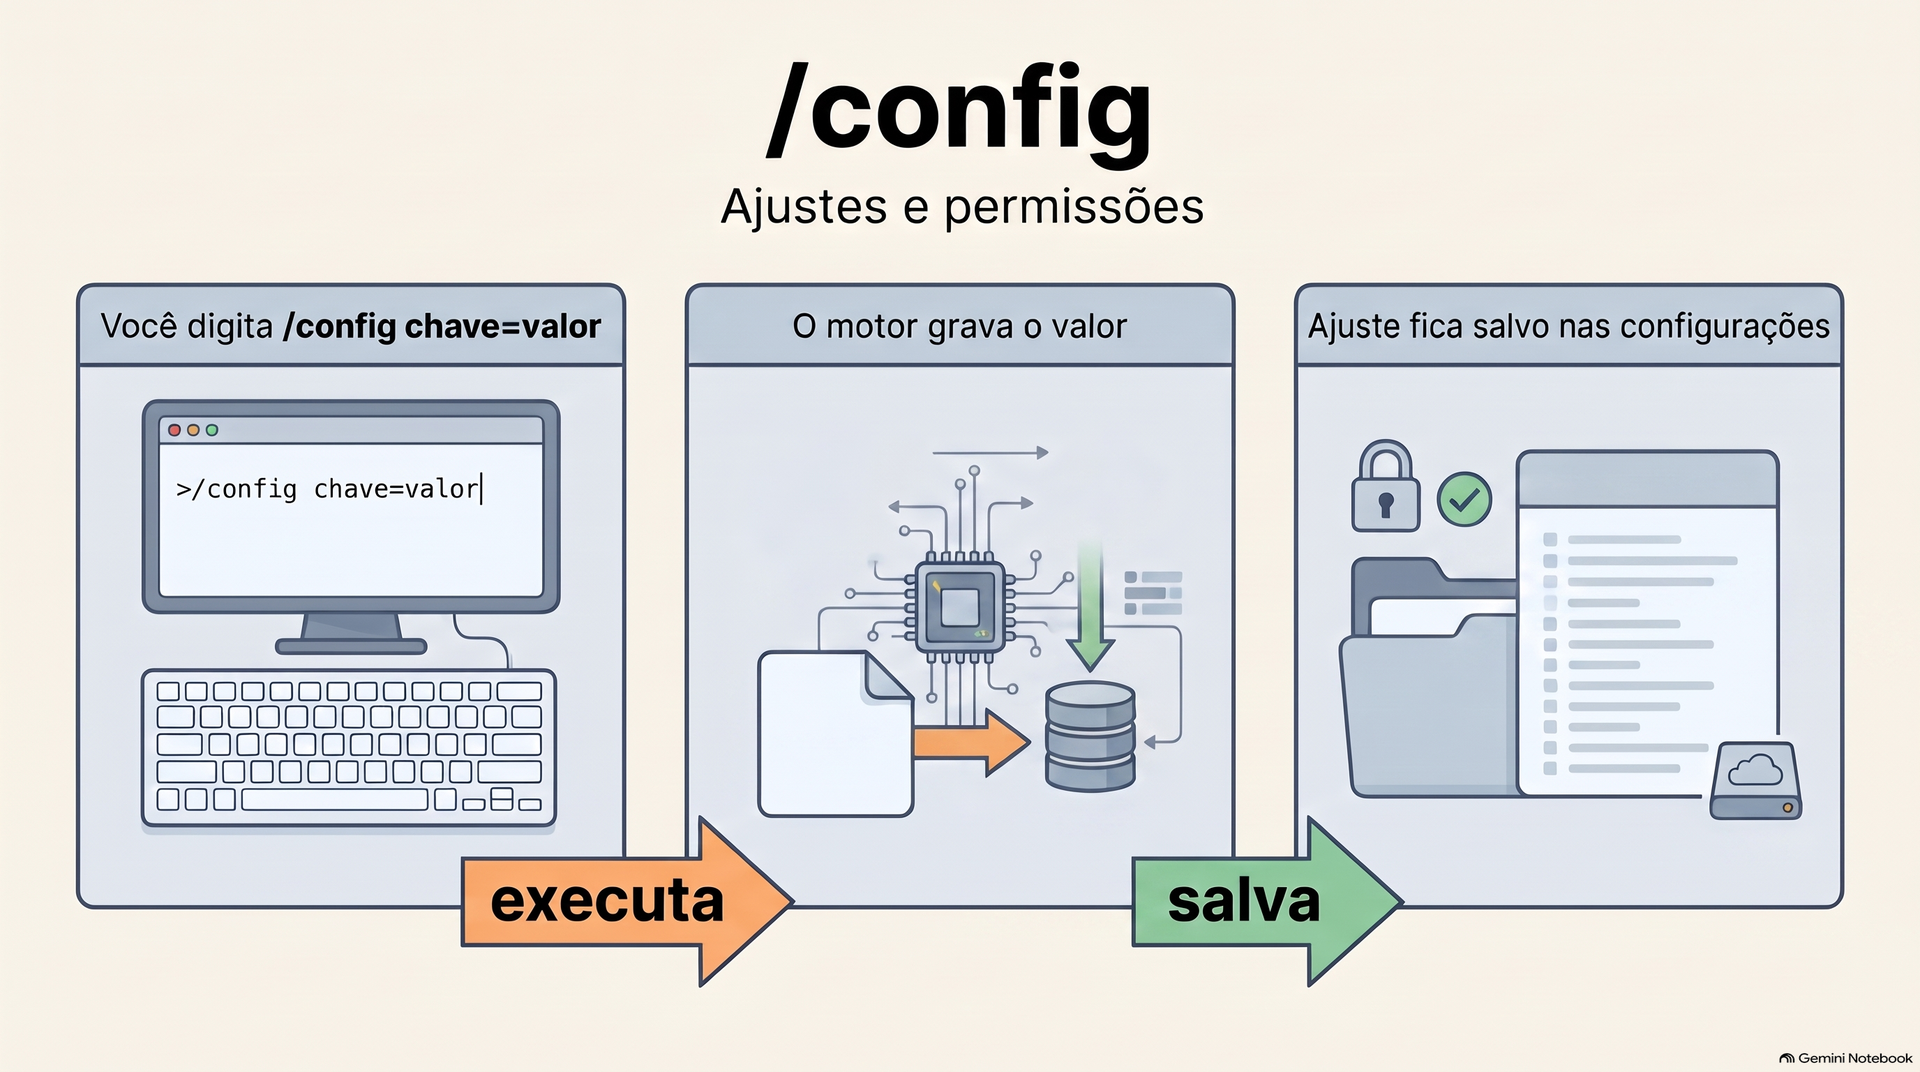 /config
Ajustes e permissões
Você digita /config chave=valor
O motor grava o valor
Ajuste fica salvo nas configurações
>/config chave=valor
executa
salva
Gemini Notebook